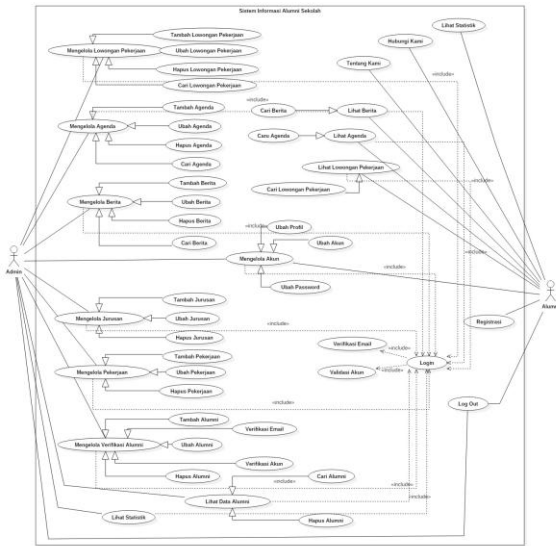 Sistem Informasi Alumni Sekolah
Lihat Statistik
Tambah Lowongan Pekerjaan
Hubungi Kami
Mengelola Lowongan Pekerjaan
Ubah Lowongan Pekerjaan
Tentang Kami
Hapus Lowongan Pekerjaan
Cari Lowongan Pekerjaan
«include»
Tambah Agenda
«include»
Cari Berita
Lihat Berita
Mengelola Agenda
Ubah Agenda
Cara Agenda
Lihat Agenda
Hapus Agenda
Cari Agenda
Lihat Lowongan Pekerjaan
Tambah Berita
«include»
Cari Lowongan Pekerjaan
Mengelola Berita
Ubah Berita
Hapus Berita
«include»
Ubah Profil
Cari Berita
Ubah Akun
Admin
Mengelola Akun
«include»
Ubah Password
Alumni
Tambah Jurusan
Mengelola Jurusan
Ubah Jurusan
Registrasi
Hapus Jurusan
«include»
Verifikasi Email
Tambah Pekerjaan
«include»
Login
Mengelola Pekerjaan
Ubah Pekerjaan
Validasi Akun
«include»
Hapus Pekerjaan
«include»
Log Out
Tambah Alumni
Verifikasi Email
Mengelola Verifikasi Alumni
Ubah Alumni
Verifikasi Akun
Hapus Alumni
Cari Alumni
«include»
«include»
Lihat Data Alumni
Lihat Statistik
Hapus Alumni
«include»